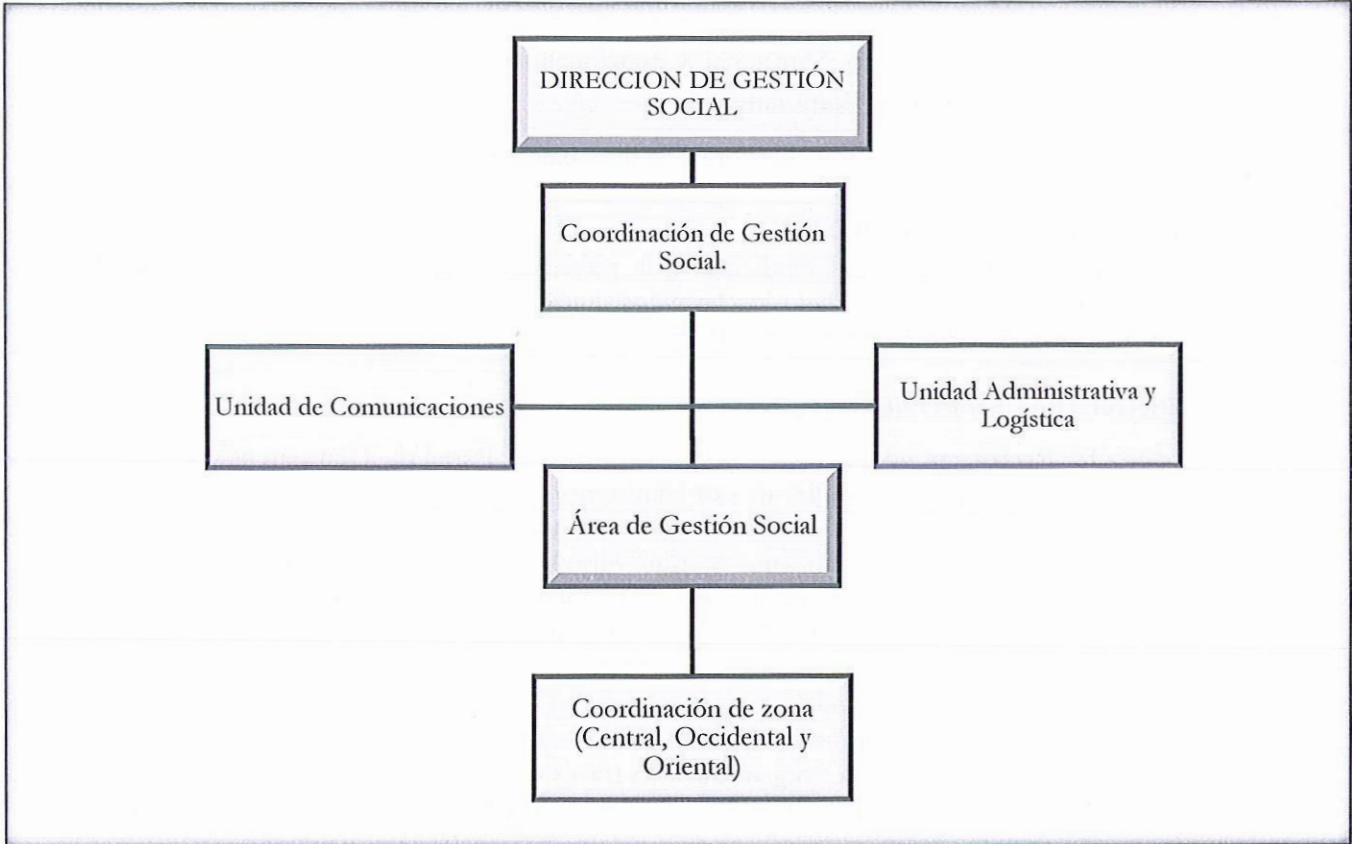 DIRECCION DE GESTIÓN
SOCIAL
Coordinación de Gestión
Social.
Unidad de Comunicaciones
Unidad Administrativa y
Logística
Área de Gestión Social
Coordinación de zona
(Central, Occidental y
Oriental)